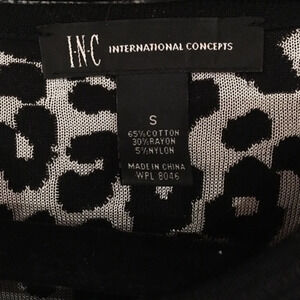 I·N·C INTERNATIONAL CONCEPTS
S
65% COTTON
30% RAYON
5% NYLON
MADE IN CHINA
WPL 8046